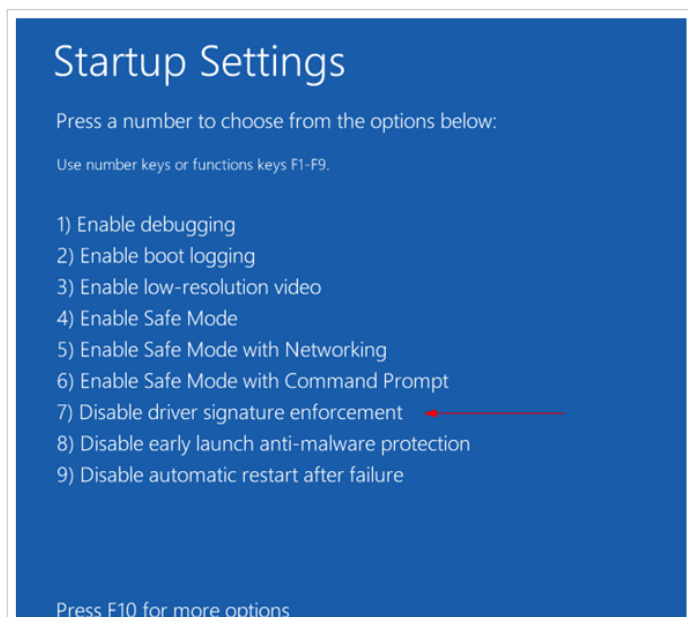 Startup Settings
Press a number to choose from the options below:
Use number keys or functions keys F1-F9.
1) Enable debugging
2) Enable boot logging
3) Enable low-resolution video
4) Enable Safe Mode
5) Enable Safe Mode with Networking
6) Enable Safe Mode with Command Prompt
7) Disable driver signature enforcement
8) Disable early launch anti-malware protection
9) Disable automatic restart after failure
Press F10 for more options